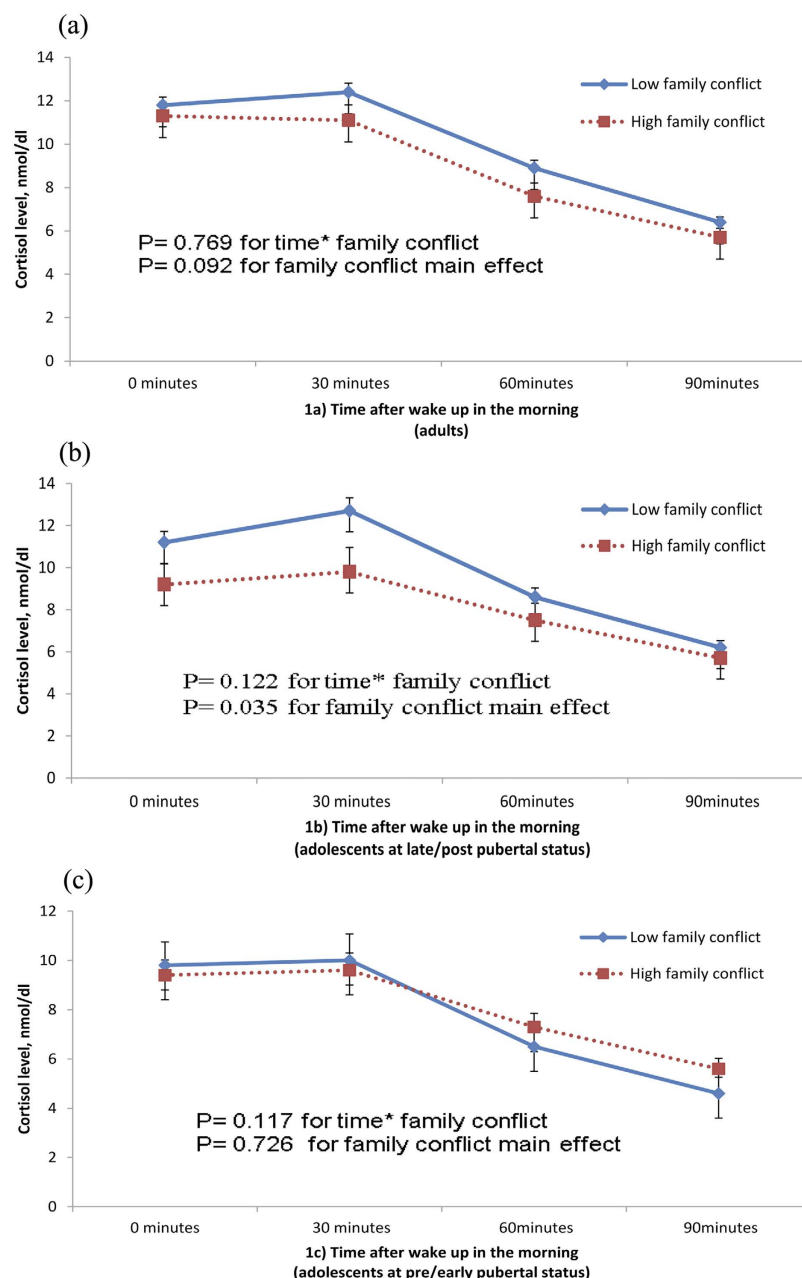 (a)
14
12
10
8
6
4
2
0
Cortisol level, nmol/dl
Low family conflict
High family conflict
P= 0.769 for time* family conflict
P= 0.092 for family conflict main effect
0 minutes 30 minutes 60minutes 90minutes
1a) Time after wake up in the morning
(adults)
(b)
14
12
10
8
6
4
2
0
Cortisol level, nmol/dl
Low family conflict
High family conflict
P= 0.122 for time* family conflict
P= 0.035 for family conflict main effect
0 minutes 30 minutes 60minutes 90minutes
1b) Time after wake up in the morning
(adolescents at late/post pubertal status)
(c)
12
10
8
6
4
2
0
Cortisol level, nmol/dl
Low family conflict
High family conflict
P= 0.117 for time* family conflict
P= 0.726 for family conflict main effect
0 minutes 30 minutes 60minutes 90minutes
1c) Time after wake up in the morning
(adolescents at pre/early pubertal status)